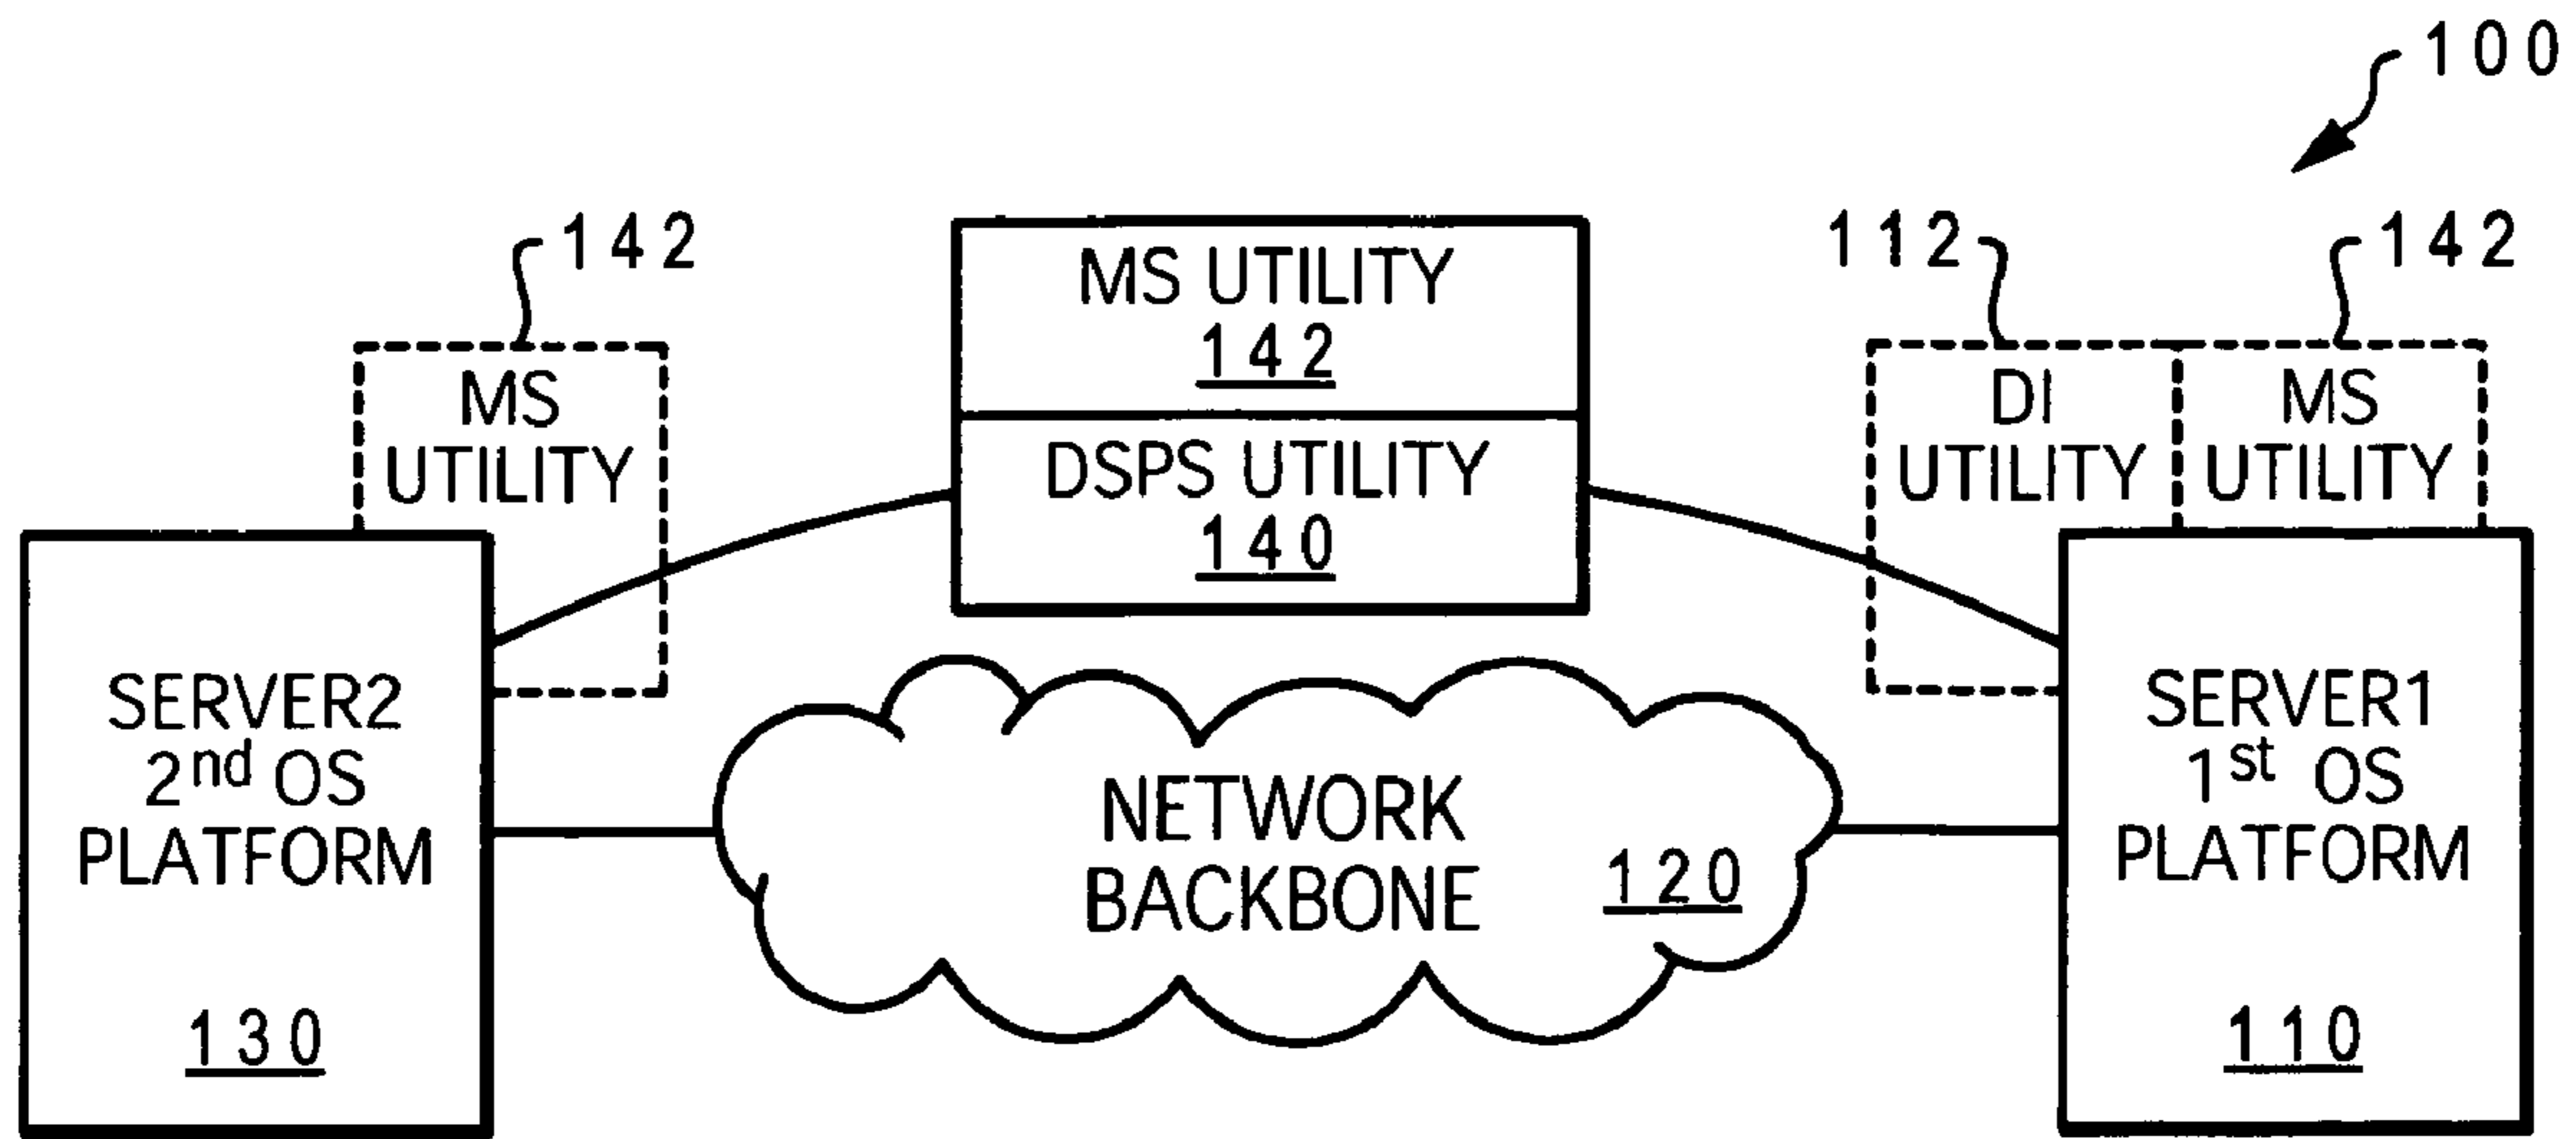 100
142
112
142
MS UTILITY
142
DSPS UTILITY
140
MS
UTILITY
DI
UTILITY
MS
UTILITY
SERVER2
2nd OS
PLATFORM
130
NETWORK
BACKBONE
120
SERVER1
1st OS
PLATFORM
110